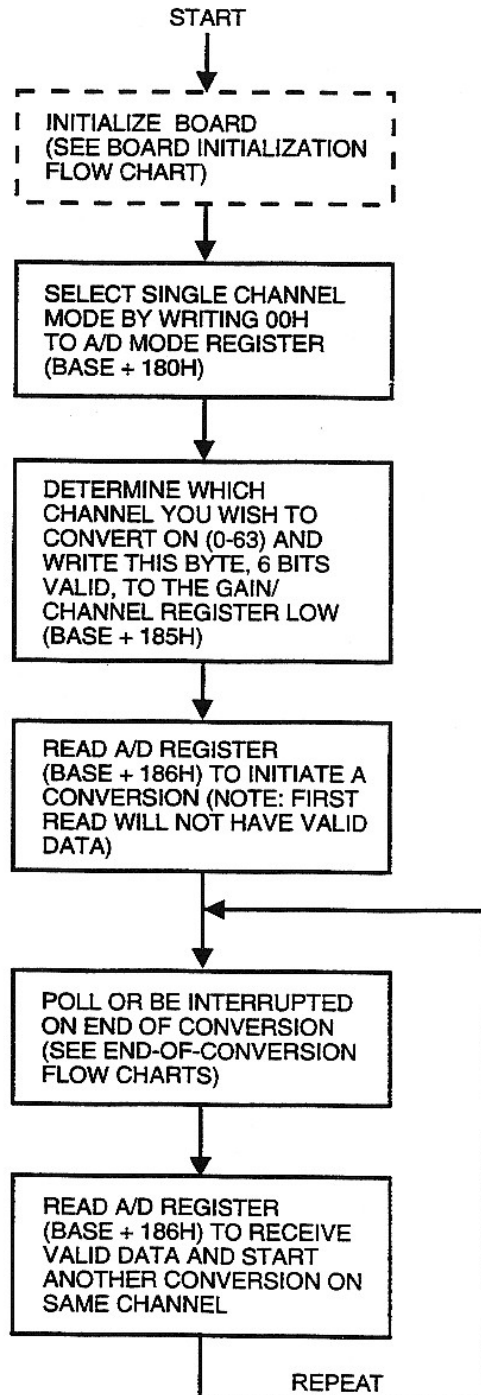 START
INITIALIZE BOARD
(SEE BOARD INITIALIZATION
FLOW CHART)
SELECT SINGLE CHANNEL
MODE BY WRITING 00H
TO A/D MODE REGISTER
(BASE + 180H)
DETERMINE WHICH
CHANNEL YOU WISH TO
CONVERT ON (0-63) AND
WRITE THIS BYTE, 6 BITS
VALID, TO THE GAIN/
CHANNEL REGISTER LOW
(BASE + 185H)
READ A/D REGISTER
(BASE + 186H) TO INITIATE A
CONVERSION (NOTE: FIRST
READ WILL NOT HAVE VALID
DATA)
POLL OR BE INTERRUPTED
ON END OF CONVERSION
(SEE END-OF-CONVERSION
FLOW CHARTS)
READ A/D REGISTER
(BASE + 186H) TO RECEIVE
VALID DATA AND START
ANOTHER CONVERSION ON
SAME CHANNEL
REPEAT